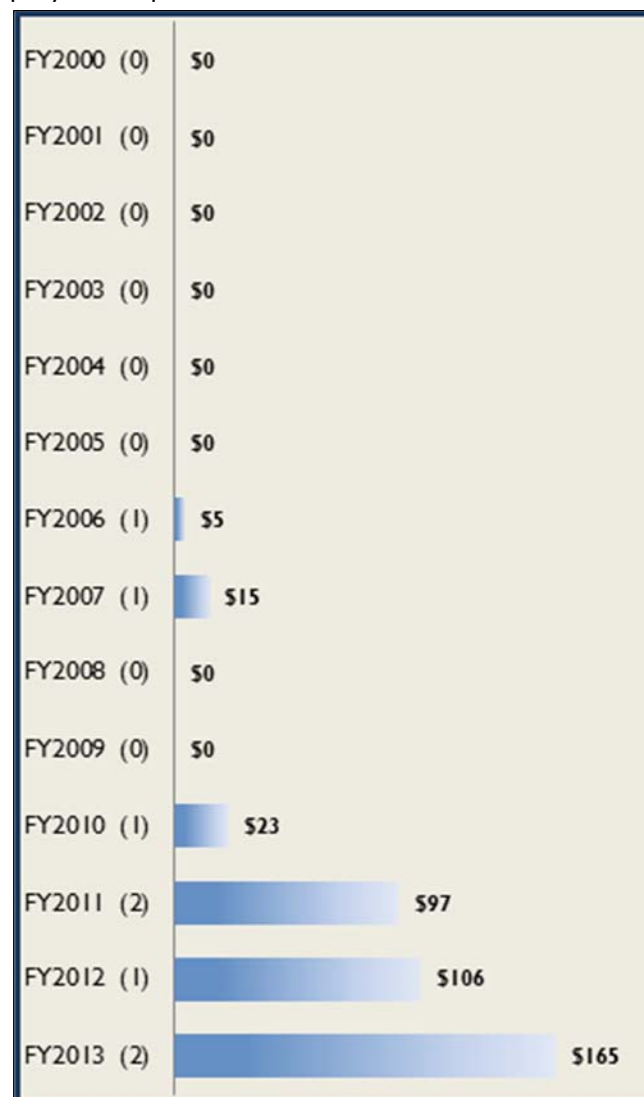 FY2000 (0) $0
FY2001 (0) $0
FY2002 (0) $0
FY2003 (0) $0
FY2004 (0) $0
FY2005 (0) $0
FY2006 (1) $5
FY2007 (1) $15
FY2008 (0) $0
FY2009 (0) $0
FY2010 (1) $23
FY2011 (2) $97
FY2012 (1) $106
FY2013 (2) $165